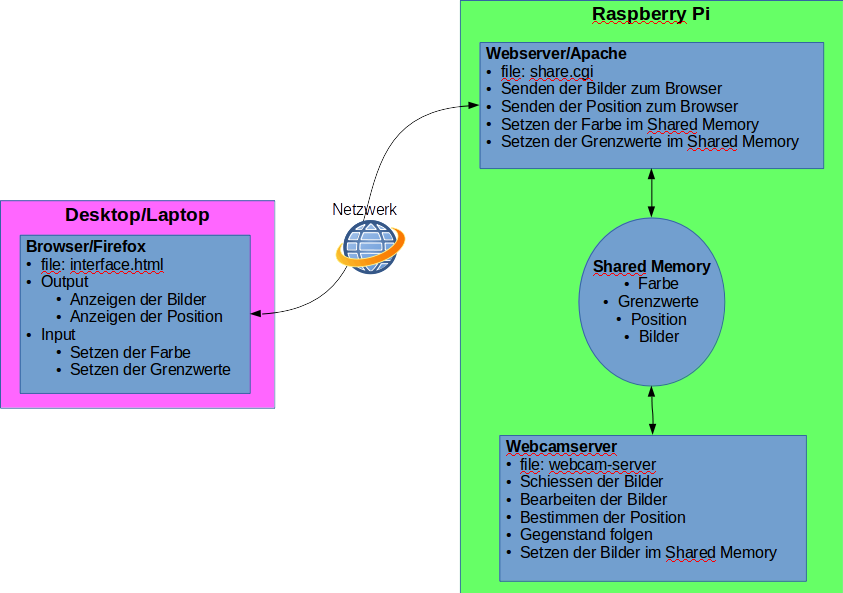 Raspberry Pi
Webserver/Apache
• file: share.cgi
• Senden der Bilder zum Browser
• Senden der Position zum Browser
• Setzen der Farbe im Shared Memory
• Setzen der Grenzwerte im Shared Memory
Netzwerk
Desktop/Laptop
Browser/Firefox
• file: interface.html
• Output
• Anzeigen der Bilder
• Anzeigen der Position
• Input
• Setzen der Farbe
• Setzen der Grenzwerte
Shared Memory
• Farbe
• Grenzwerte
• Position
• Bilder
Webcamserver
• file: webcam-server
• Schiessen der Bilder
• Bearbeiten der Bilder
• Bestimmen der Position
• Gegenstand folgen
• Setzen der Bilder im Shared Memory